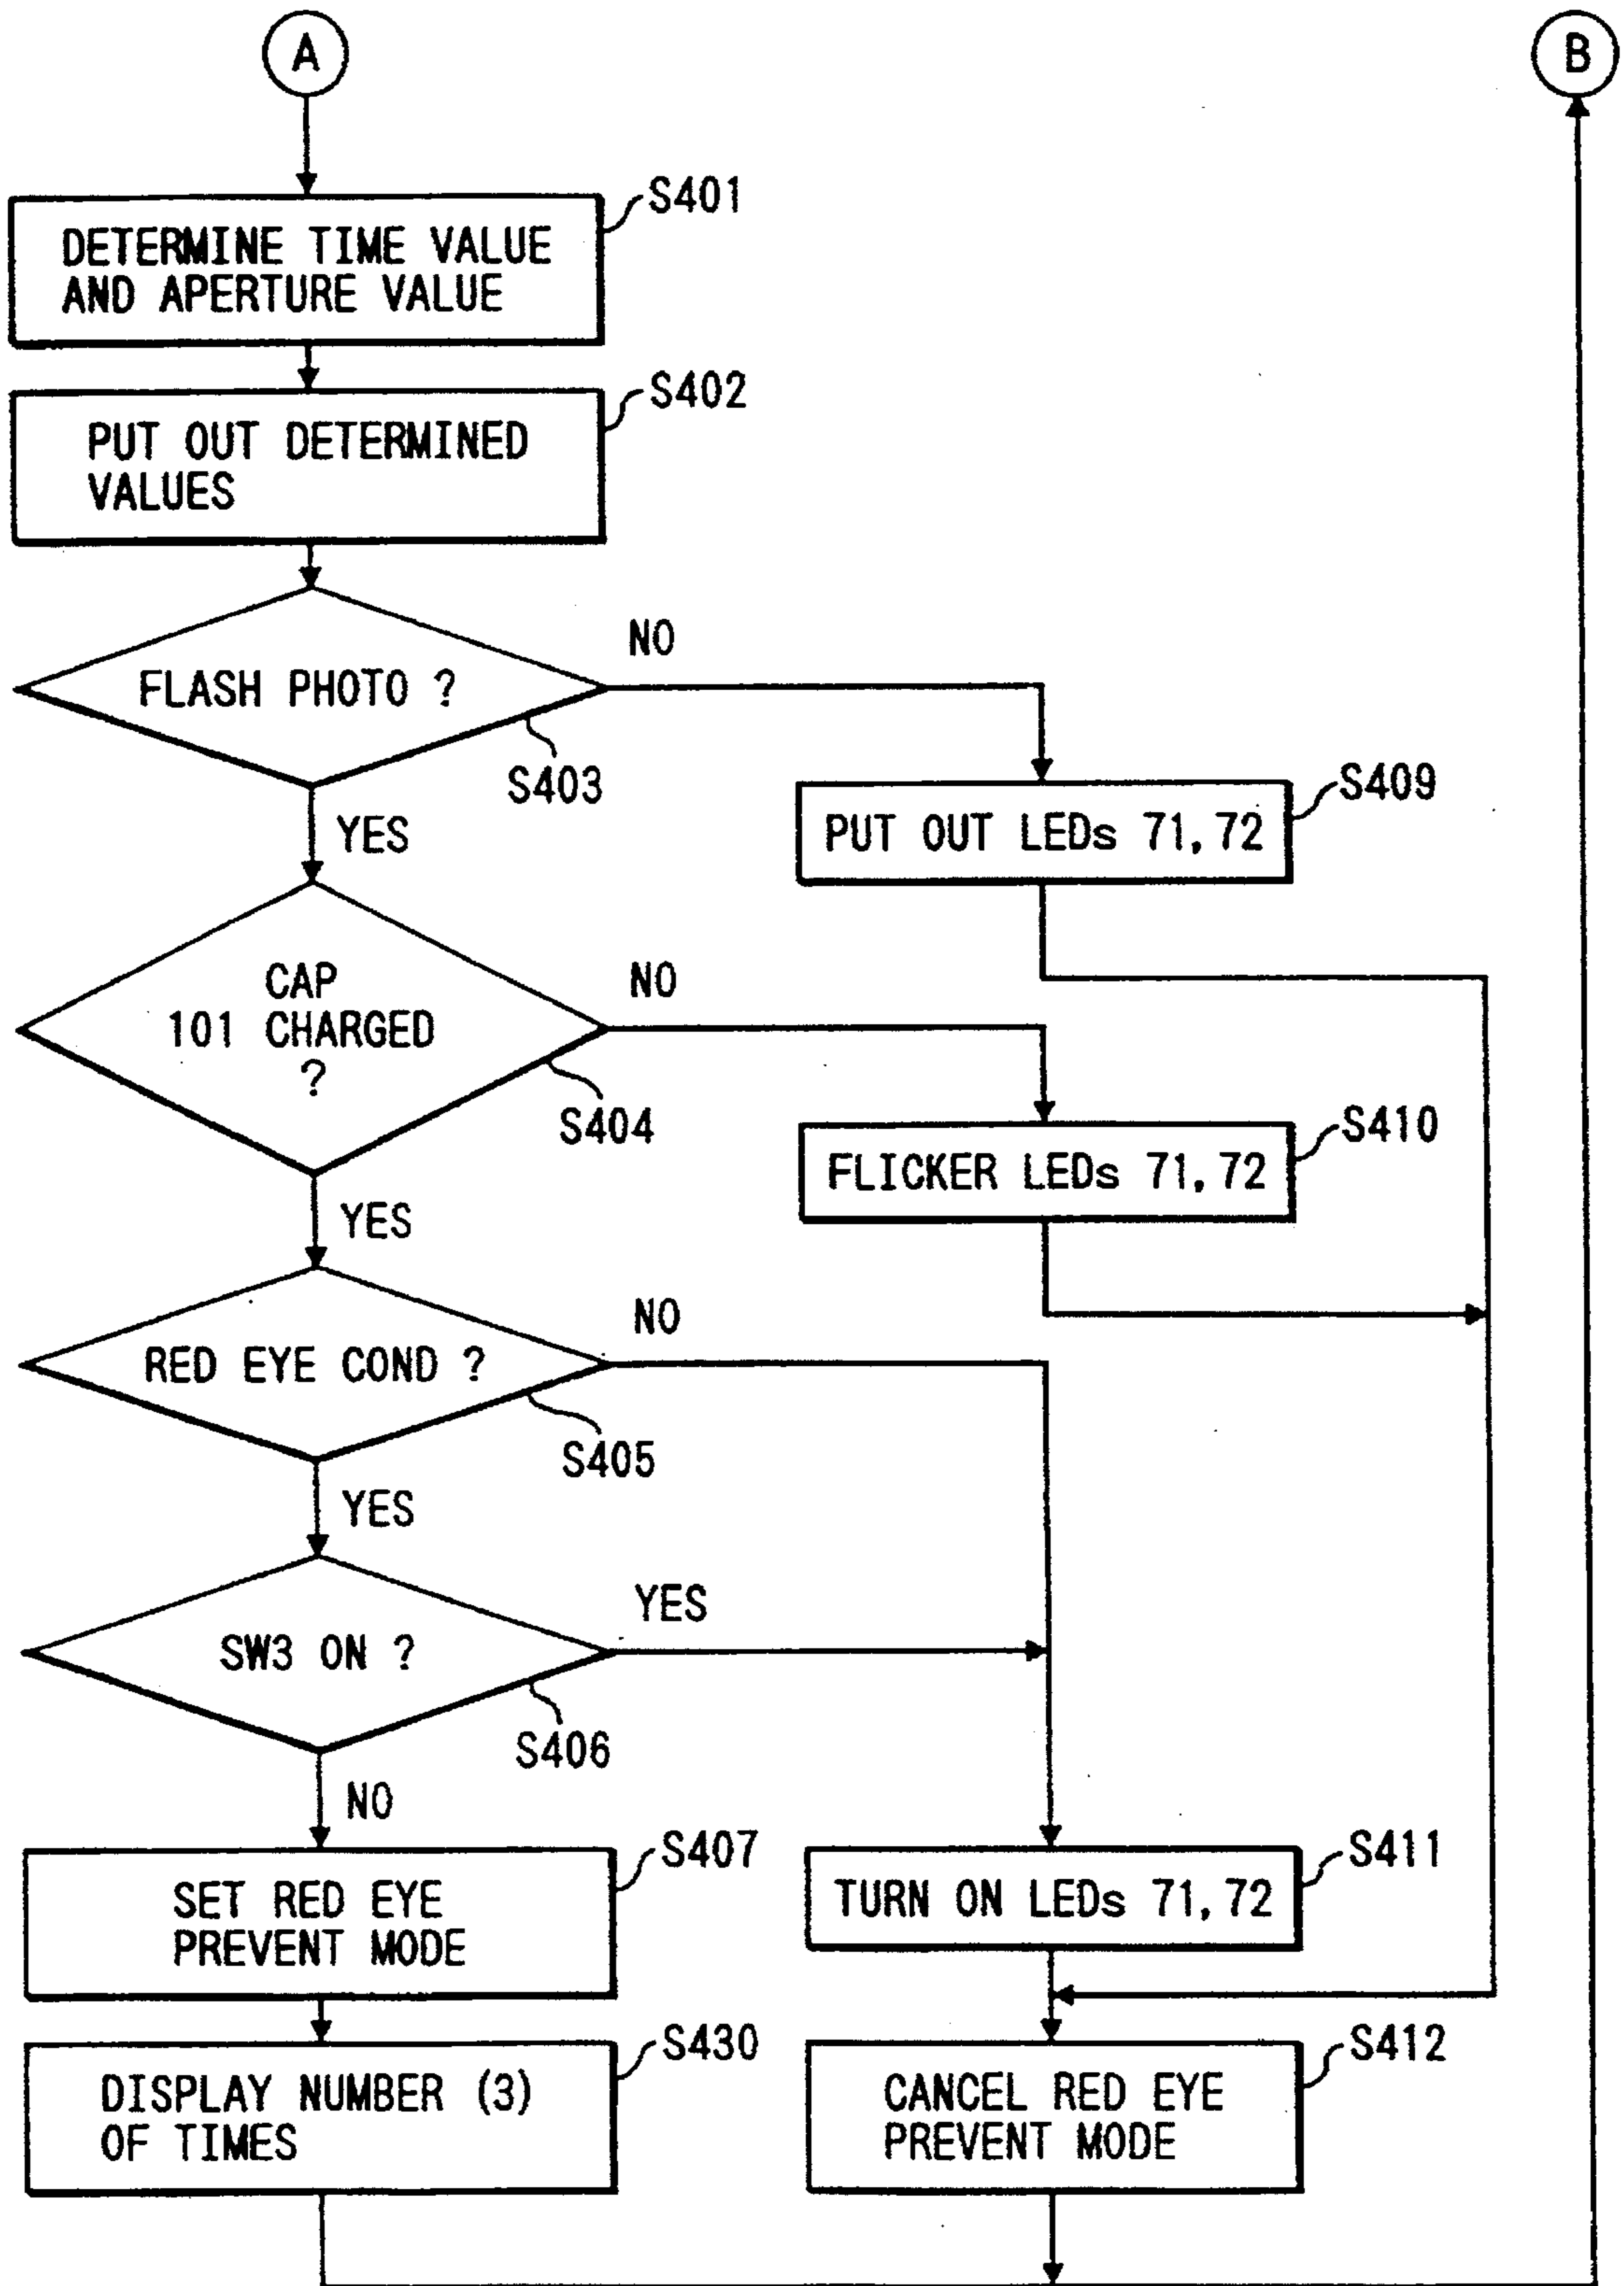 A
B
S401
DETERMINE TIME VALUE
AND APERTURE VALUE
S402
PUT OUT DETERMINED
VALUES
NO
FLASH PHOTO ?
S403
YES
S409
PUT OUT LEDs 71, 72
CAP
101 CHARGED
?
NO
S404
YES
S410
FLICKER LEDs 71, 72
NO
RED EYE COND ?
S405
YES
YES
SW3 ON ?
S406
NO
S407
SET RED EYE
PREVENT MODE
S411
TURN ON LEDs 71, 72
S430
DISPLAY NUMBER (3)
OF TIMES
S412
CANCEL RED EYE
PREVENT MODE